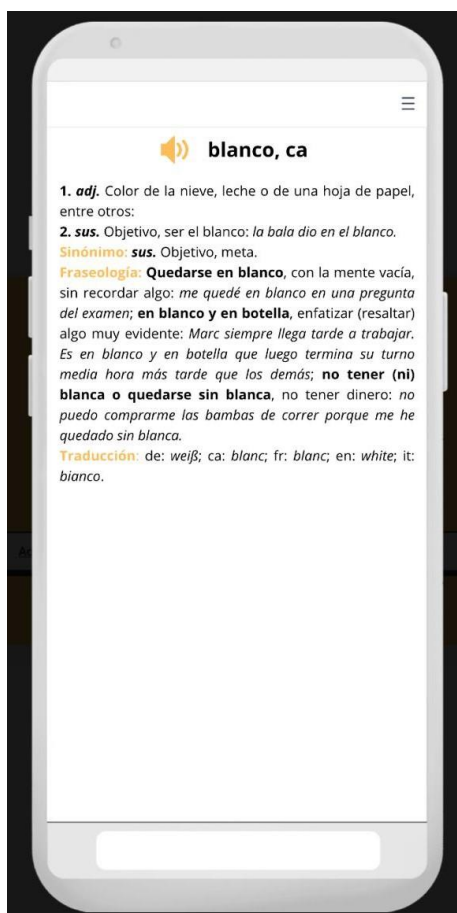 blanco, ca
1. adj. Color de la nieve, leche o de una hoja de papel,
entre otros:
2. sus. Objetivo, ser el blanco: la bala dio en el blanco.
Sinónimo: sus. Objetivo, meta.
Fraseología: Quedarse en blanco, con la mente vacía,
sin recordar algo: me quedé en blanco en una pregunta
del examen; en blanco y en botella, enfatizar (resaltar)
algo muy evidente: Marc siempre llega tarde a trabajar.
Es en blanco y en botella que luego termina su turno
media hora más tarde que los demás; no tener (ni)
blanca o quedarse sin blanca, no tener dinero: no
puedo comprarme las bambas de correr porque me he
quedado sin blanca.
Traducción: de: weiß; ca: blanc; fr: blanc; en: white; it:
bianco.